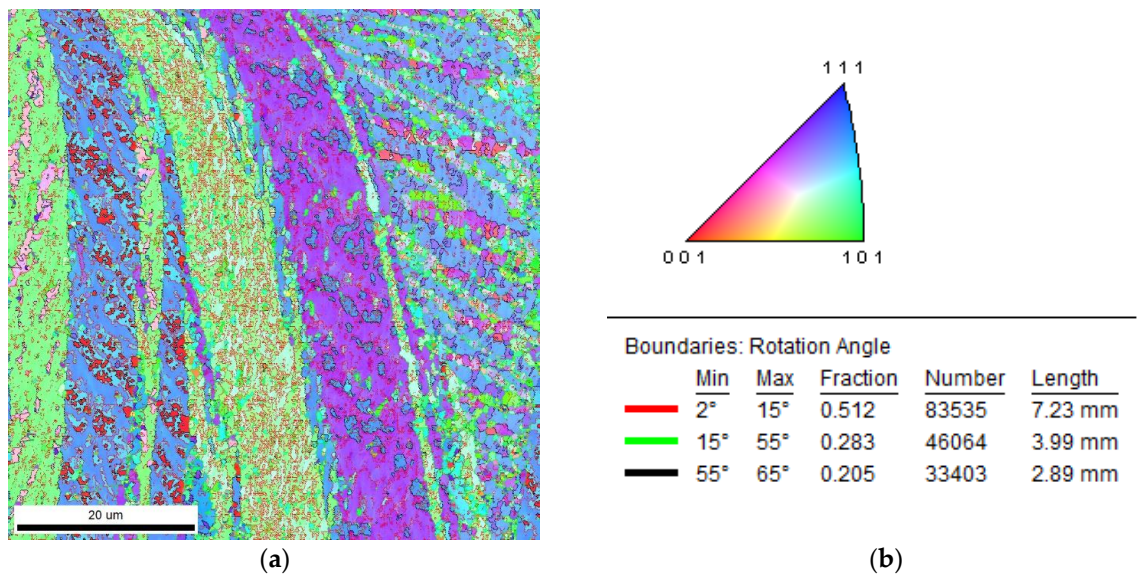 20 um
(a)
1 1 1
0 0 1
1 0 1
Boundaries: Rotation Angle
Min Max Fraction Number Length
2° 15° 0.512 83535 7.23 mm
15° 55° 0.283 46064 3.99 mm
55° 65° 0.205 33403 2.89 mm
(b)